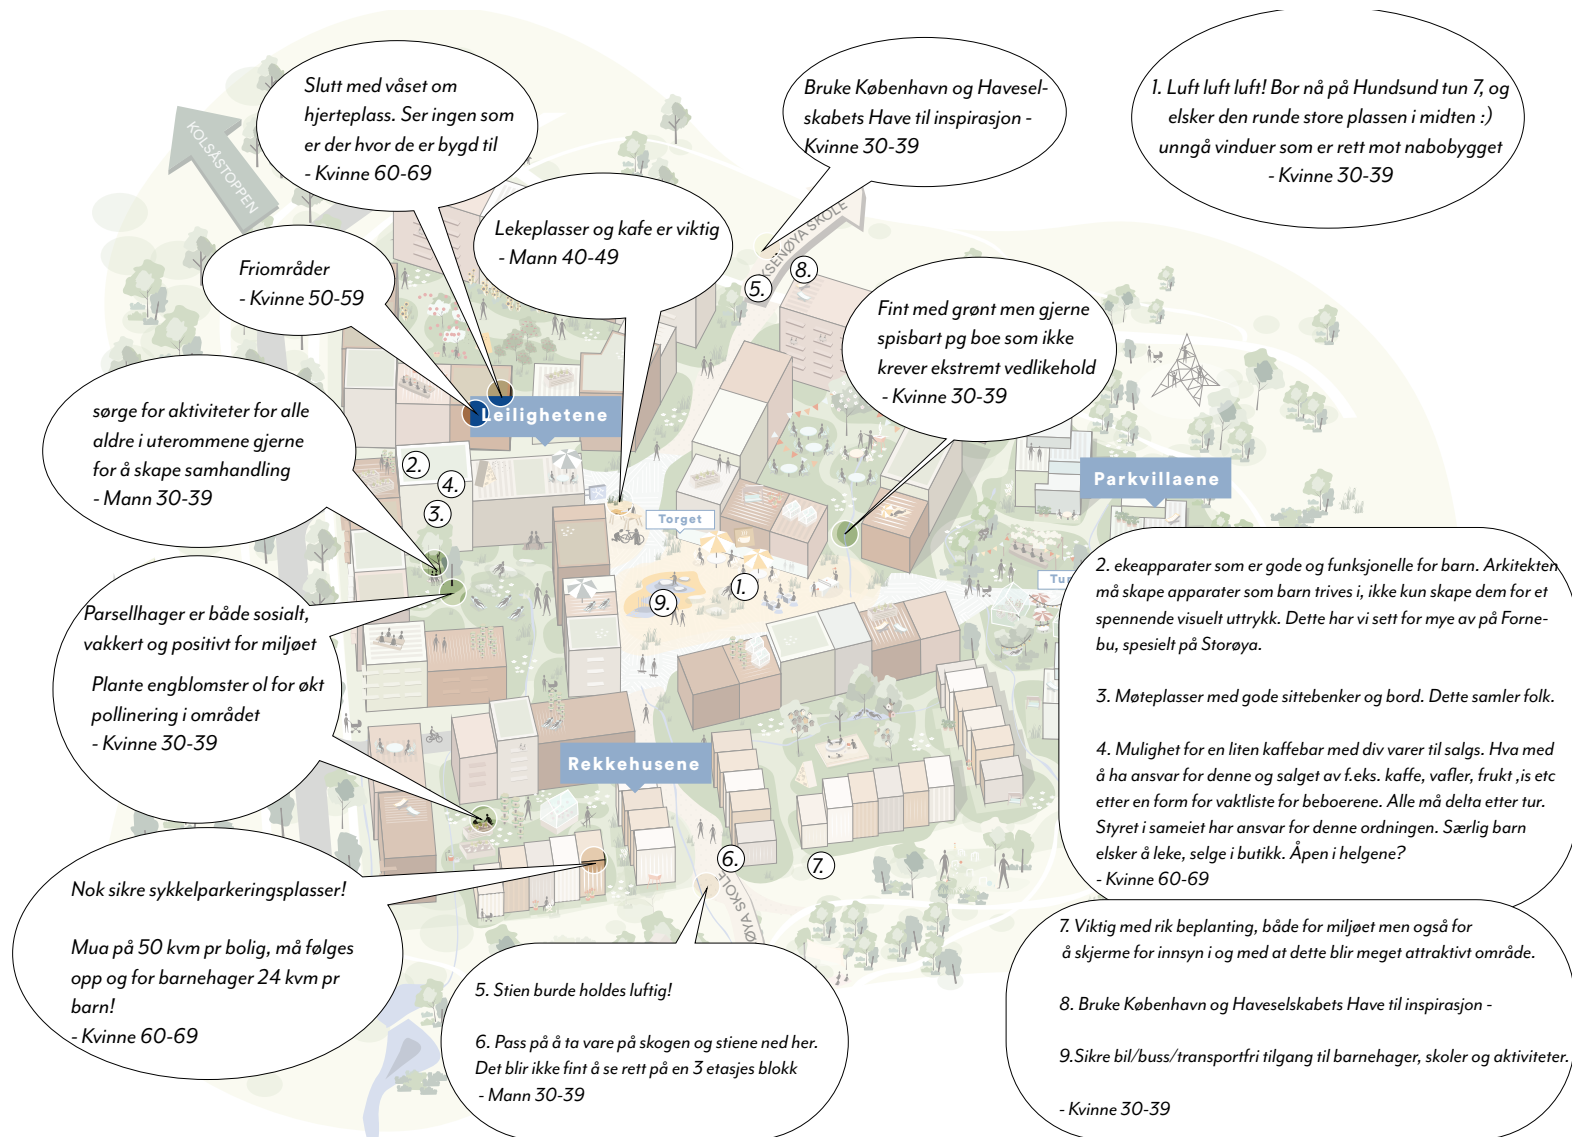 Slutt med våset om
hjerteplass. Ser ingen som
er der hvor de er bygd til
- Kvinne 60-69
Bruke København og Havesel-
skabets Have til inspirasjon -
Kvinne 30-39
1. Luft luft luft! Bor nå på Hundsund tun 7, og
elsker den runde store plassen i midten :)
unngå vinduer som er rett mot nabobygget
- Kvinne 30-39
KOLSÅSTOPPEN
Lekeplasser og kafe er viktig
- Mann 40-49
KSENØYA SKOLE
5.
8.
Friområder
- Kvinne 50-59
Fint med grønt men gjerne
spisbart pg boe som ikke
krever ekstremt vedlikehold
- Kvinne 30-39
Leilighetene
sørge for aktiviteter for alle
aldre i uterommene gjerne
for å skape samhandling
- Mann 30-39
2.
4.
3.
Parkvillaene
Torget
Tun
1.
9.
Parsellhager er både sosialt,
vakkert og positivt for miljøet
Plante engblomster ol for økt
pollinering i området
- Kvinne 30-39
2. ekeapparater som er gode og funksjonelle for barn. Arkitekten
må skape apparater som barn trives i, ikke kun skape dem for et
spennende visuelt uttrykk. Dette har vi sett for mye av på Forne-
bu, spesielt på Storøya.
3. Møteplasser med gode sittebenker og bord. Dette samler folk.
4. Mulighet for en liten kaffebar med div varer til salgs. Hva med
å ha ansvar for denne og salget av f.eks. kaffe, vafler, frukt ,is etc
etter en form for vaktliste for beboerene. Alle må delta etter tur.
Styret i sameiet har ansvar for denne ordningen. Særlig barn
elsker å leke, selge i butikk. Åpen i helgene?
- Kvinne 60-69
Rekkehusene
6.
7.
ØYA SKOLE
Nok sikre sykkelparkeringsplasser!
Mua på 50 kvm pr bolig, må følges
opp og for barnehager 24 kvm pr
barn!
- Kvinne 60-69
5. Stien burde holdes luftig!
6. Pass på å ta vare på skogen og stiene ned her.
Det blir ikke fint å se rett på en 3 etasjes blokk
- Mann 30-39
7. Viktig med rik beplanting, både for miljøet men også for
å skjerme for innsyn i og med at dette blir meget attraktivt område.
8. Bruke København og Haveselskabets Have til inspirasjon -
9.Sikre bil/buss/transportfri tilgang til barnehager, skoler og aktiviteter.
- Kvinne 30-39